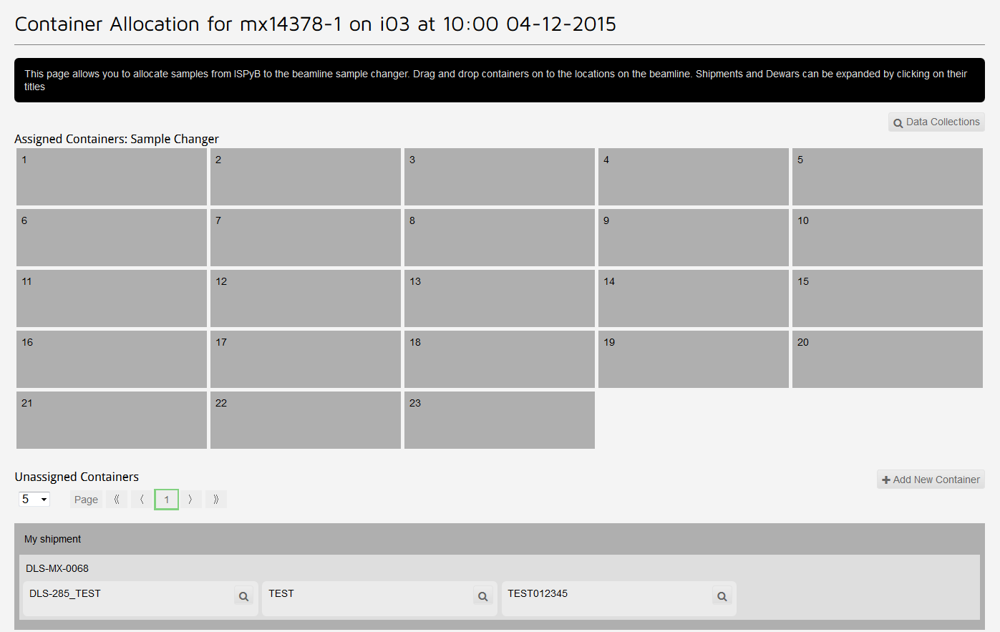 Container Allocation for mx14378-1 on i03 at 10:00 04-12-2015
This page allows you to allocate samples from ISPyB to the beamline sample changer. Drag and drop containers on to the locations on the beamline. Shipments and Dewars can be expanded by clicking on their
titles
Data Collections
Assigned Containers: Sample Changer
1 2 3 4 5
6 7 8 9 10
11 12 13 14 15
16 17 18 19 20
21 22 23
Unassigned Containers
Add New Container
5 Page ⟪ ⟨ 1 ⟩ ⟫
My shipment
DLS-MX-0068
DLS-285_TEST TEST TEST012345